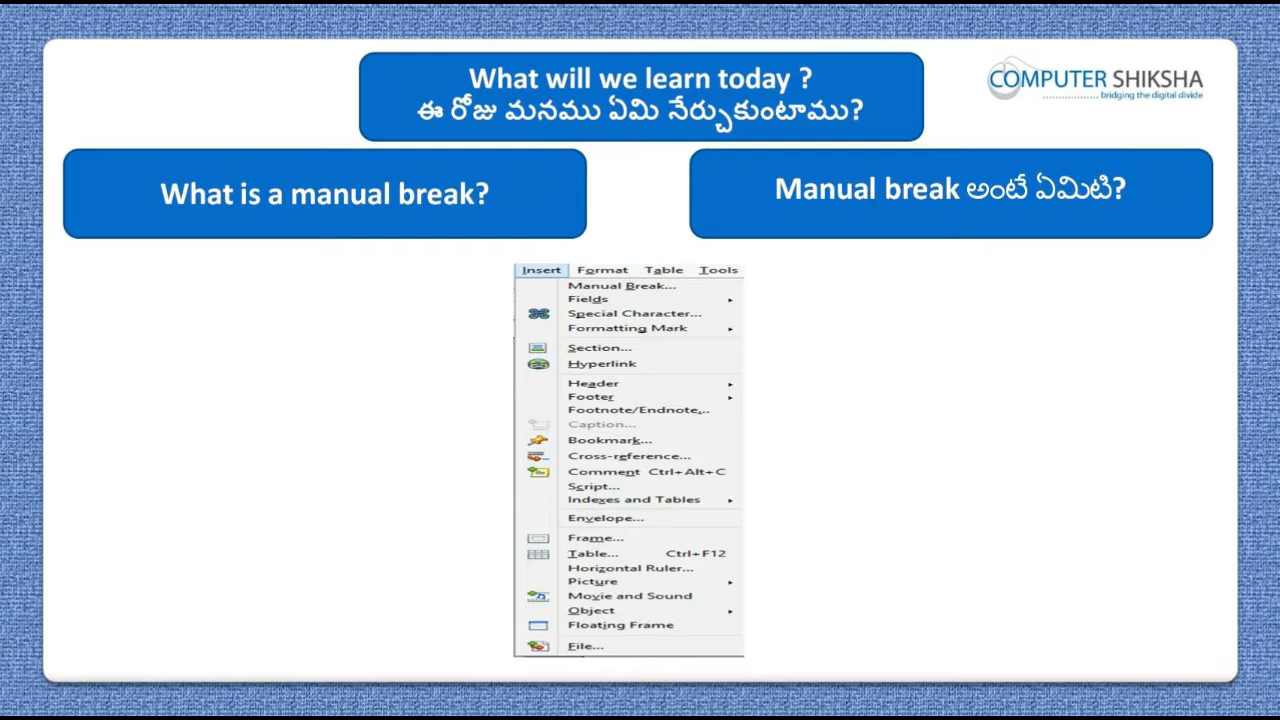 What will we learn today ?
ఈ రోజు మనము ఏమి నేర్చుకుంటాము?
COMPUTER SHIKSHA
bridging the digital divide
What is a manual break?
Manual break అంటే ఏమిటి?
Insert Format Table Tools
Manual Break...
Fields
Special Character...
Formatting Mark
Section...
Hyperlink
Header
Footer
Footnote/Endnote...
Caption...
Bookmark...
Cross-reference...
Comment Ctrl+Alt+C
Script...
Indexes and Tables
Envelope...
Frame...
Table... Ctrl+F12
Horizontal Ruler...
Picture
Movie and Sound
Object
Floating Frame
File...